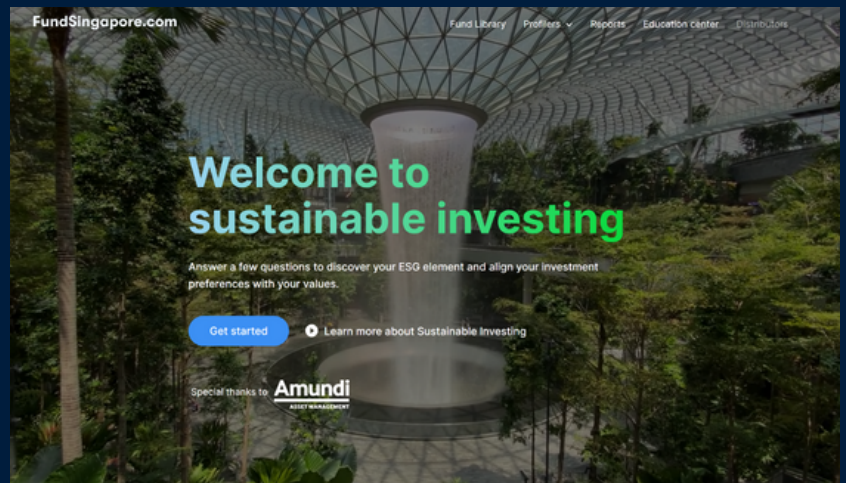 FundSingapore.com
Fund Library Profilers Reports Education center Distributors
Welcome to
sustainable investing
Answer a few questions to discover your ESG element and align your investment
preferences with your values.
Get started Learn more about Sustainable Investing
Special thanks to Amundi
ASSET MANAGEMENT